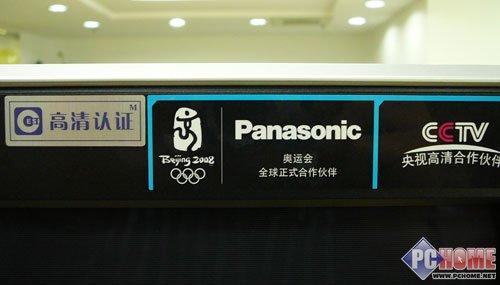 CESI
高清认证
M
Beijing 2008
Panasonic
奥运会
全球正式合作伙伴
CCTV
央视高清合作伙伴
PCHOME
WWW.PCHOME.NET